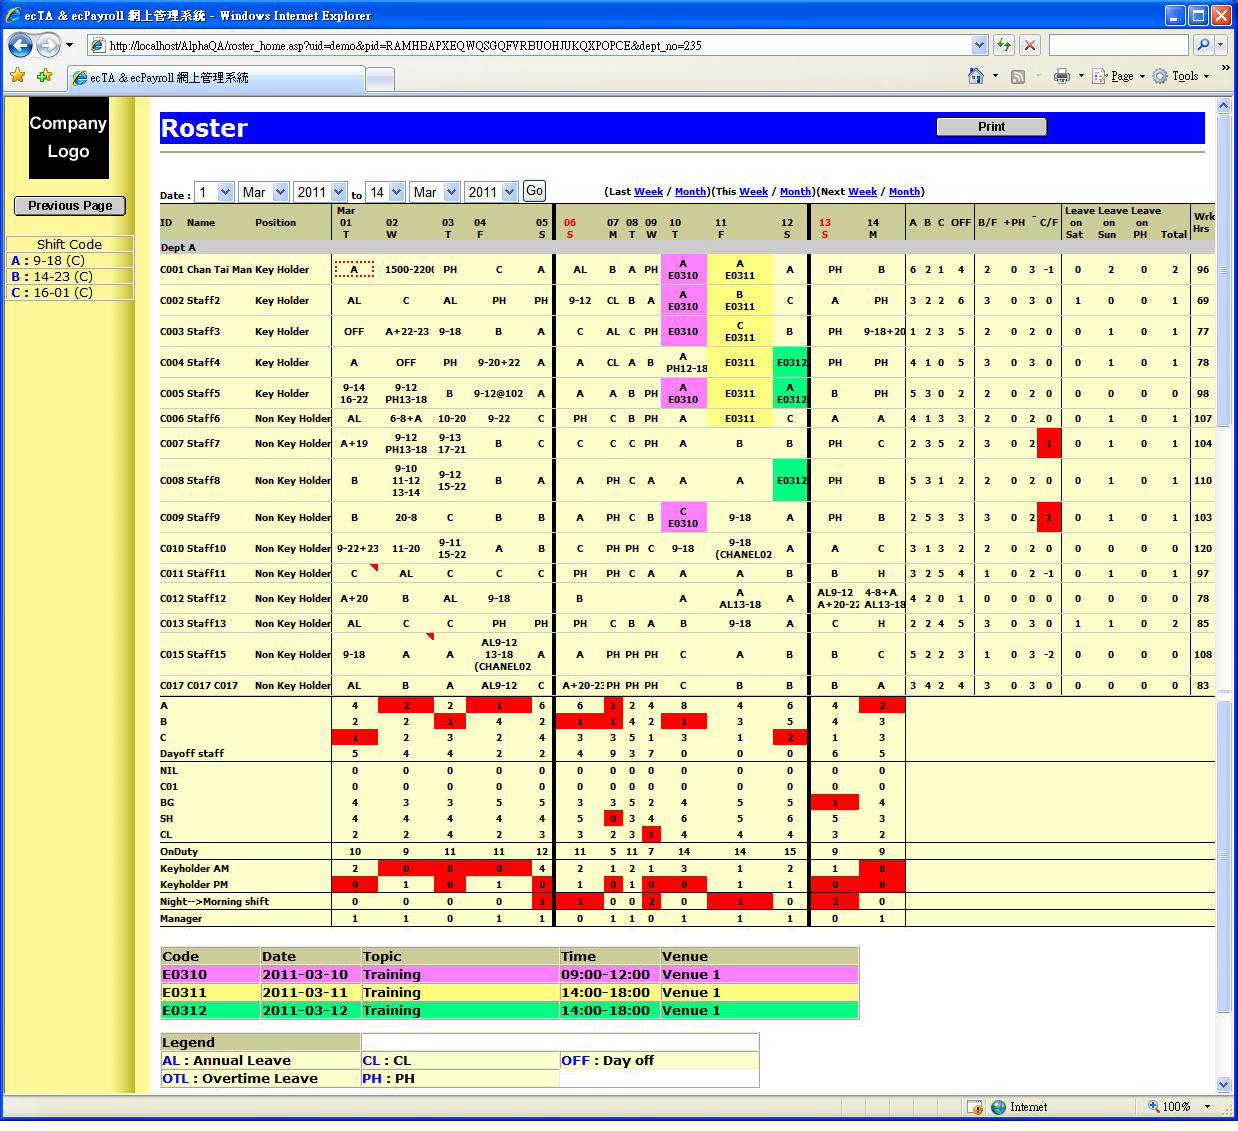 ecTA & ecPayroll 網上管理系統 - Windows Internet Explorer
http://localhost/AlphaQA/roster_home.asp?uid=demo&pid=RAMHBAPXEQWQSGQFVRBUOHJUKQXPOPCE&dept_no=235
ecTA & ecPayroll 網上管理系統
Page Tools
Company
Logo
Previous Page
Shift Code
A : 9-18 (C)
B : 14-23 (C)
C : 16-01 (C)
Roster Print
Date : 1 Mar 2011 to 14 Mar 2011 Go (Last Week / Month)(This Week / Month)(Next Week / Month)
ID Name Position Mar 01 T 02 W 03 T 04 F 05 S 06 S 07 M 08 T 09 W 10 T 11 F 12 S 13 S 14 M A B C OFF B/F +PH - C/F Leave on Sat Leave on Sun Leave on PH Total Wrk Hrs
Dept A
C001 Chan Tai Man Key Holder A 1500-220 PH C A AL B A PH A E0310 A E0311 A PH B 6 2 1 4 2 0 3 -1 0 2 0 2 96
C002 Staff2 Key Holder AL C AL PH PH 9-12 CL B A A E0310 B E0311 C A PH 3 2 2 6 3 0 3 0 1 0 0 1 69
C003 Staff3 Key Holder OFF A+22-23 9-18 B A C AL C PH E0310 C E0311 B PH 9-18+20 1 2 3 5 2 0 2 0 0 1 0 1 77
C004 Staff4 Key Holder A OFF PH 9-20+22 A A CL A B A PH12-18 E0311 E0312 PH PH 4 1 0 5 3 0 3 0 0 1 0 1 78
C005 Staff5 Key Holder 9-14 16-22 9-12 PH13-18 B 9-12@102 A A A B PH A E0310 E0311 A E0312 B PH 5 3 0 2 2 0 2 0 0 0 0 0 98
C006 Staff6 Non Key Holder AL 6-8+A 10-20 9-22 C PH C B PH A E0311 C A A 4 1 3 3 2 0 2 0 0 1 0 1 107
C007 Staff7 Non Key Holder A+19 9-12 PH13-18 9-13 17-21 B C C C C PH A B B PH C 2 3 5 2 3 0 2 1 0 1 0 1 104
C008 Staff8 Non Key Holder B 9-10 11-12 13-14 9-12 15-22 B A A PH C A A A E0312 PH B 5 3 1 2 2 0 2 0 0 1 0 1 110
C009 Staff9 Non Key Holder B 20-8 C B B A PH C B C E0310 9-18 A PH B 2 5 3 3 3 0 2 1 0 1 0 1 103
C010 Staff10 Non Key Holder 9-22+23 11-20 9-11 15-22 A B C PH PH C 9-18 9-18 (CHANEL02 A A C 3 1 3 2 2 0 2 0 0 0 0 0 120
C011 Staff11 Non Key Holder C AL C C C PH PH C A A A B B H 3 2 5 4 1 0 2 -1 0 1 0 1 97
C012 Staff12 Non Key Holder A+20 B AL 9-18 B A A AL13-18 A AL9-12 A+20-22 4-8+A AL13-18 4 2 0 1 0 0 0 0 0 0 0 0 78
C013 Staff13 Non Key Holder AL C C PH PH PH C B A B 9-18 A C H 2 2 4 5 3 0 3 0 1 1 0 2 85
C015 Staff15 Non Key Holder 9-18 A A AL9-12 13-18 (CHANEL02 A A PH PH PH C A B B C 5 2 2 3 1 0 3 -2 0 0 0 0 108
C017 C017 C017 Non Key Holder AL B A AL9-12 C A+20-23 PH PH PH C B B B A 3 4 2 4 3 0 3 0 0 0 0 0 83
A 4 2 2 1 6 6 1 2 4 8 4 6 4 2
B 2 2 1 4 2 1 1 4 2 1 3 5 4 3
C 1 2 3 2 4 3 3 5 1 3 1 2 1 3
Dayoff staff 5 4 4 2 2 4 9 3 7 0 0 0 6 5
NIL 0 0 0 0 0 0 0 0 0 0 0 0 0 0
C01 0 0 0 0 0 0 0 0 0 0 0 0 0 0
BG 4 3 3 5 5 3 3 5 2 4 5 5 1 4
SH 4 4 4 4 4 5 0 3 4 6 5 6 5 3
CL 2 2 4 2 3 3 2 3 1 4 4 4 3 2
OnDuty 10 9 11 11 12 11 5 11 7 14 14 15 9 9
Keyholder AM 2 0 0 0 4 2 1 2 1 3 1 2 1 0
Keyholder PM 0 1 0 1 0 1 0 1 0 0 1 1 0 0
Night-->Morning shift 0 0 0 0 1 1 0 0 2 0 1 0 2 0
Manager 1 1 0 1 1 0 1 1 0 1 1 1 0 1
Code Date Topic Time Venue
E0310 2011-03-10 Training 09:00-12:00 Venue 1
E0311 2011-03-11 Training 14:00-18:00 Venue 1
E0312 2011-03-12 Training 14:00-18:00 Venue 1
Legend
AL : Annual Leave CL : CL OFF : Day off
OTL : Overtime Leave PH : PH
Internet 100%